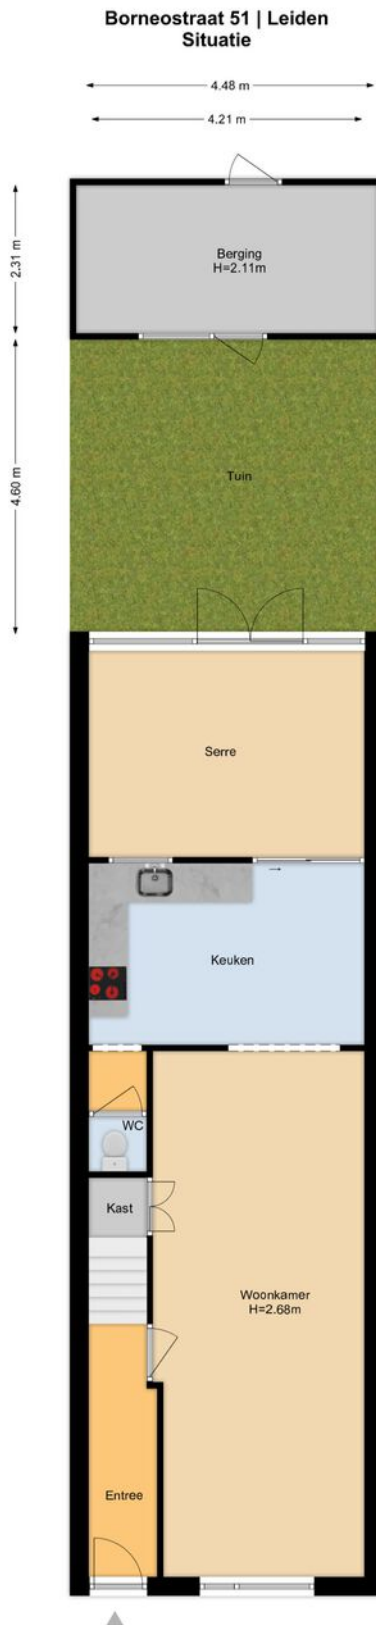 Borneostraat 51 | Leiden
Situatie
4.48 m
4.21 m
2.31 m
Berging
H=2.11m
4.60 m
Tuin
Serre
Keuken
WC
Kast
Woonkamer
H=2.68m
Entree